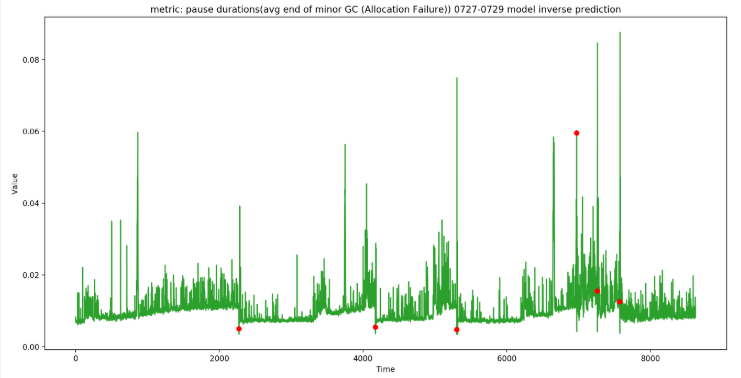 metric: pause durations(avg end of minor GC (Allocation Failure)) 0727-0729 model inverse prediction
0.08
0.06
0.04
0.02
0.00
Value
0 2000 4000 6000 8000
Time